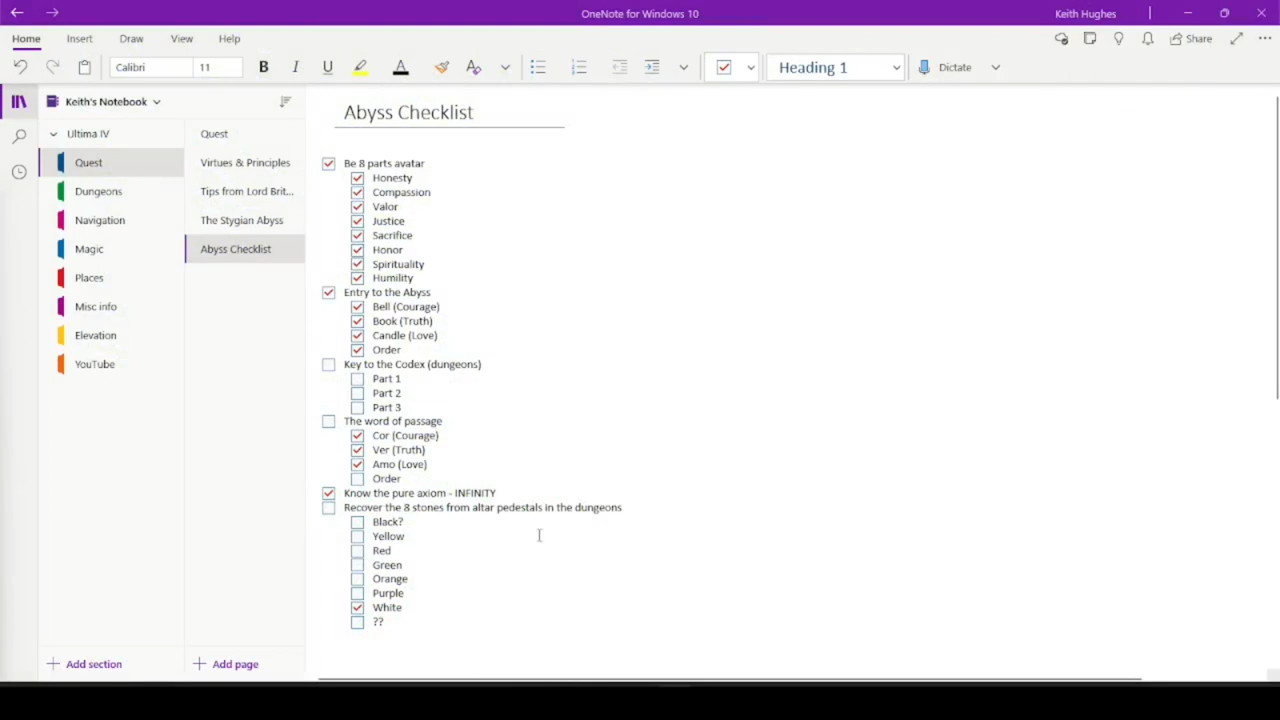 OneNote for Windows 10
Keith Hughes
Home Insert Draw View Help
Share
Calibri 11 B I U A Heading 1 Dictate
Keith's Notebook
Ultima IV
Quest
Dungeons
Navigation
Magic
Places
Misc info
Elevation
YouTube
Add section
Quest
Virtues & Principles
Tips from Lord Brit...
The Stygian Abyss
Abyss Checklist
Add page
Abyss Checklist
Be 8 parts avatar
Honesty
Compassion
Valor
Justice
Sacrifice
Honor
Spirituality
Humility
Entry to the Abyss
Bell (Courage)
Book (Truth)
Candle (Love)
Order
Key to the Codex (dungeons)
Part 1
Part 2
Part 3
The word of passage
Cor (Courage)
Ver (Truth)
Amo (Love)
Order
Know the pure axiom - INFINITY
Recover the 8 stones from altar pedestals in the dungeons
Black?
Yellow
Red
Green
Orange
Purple
White
??